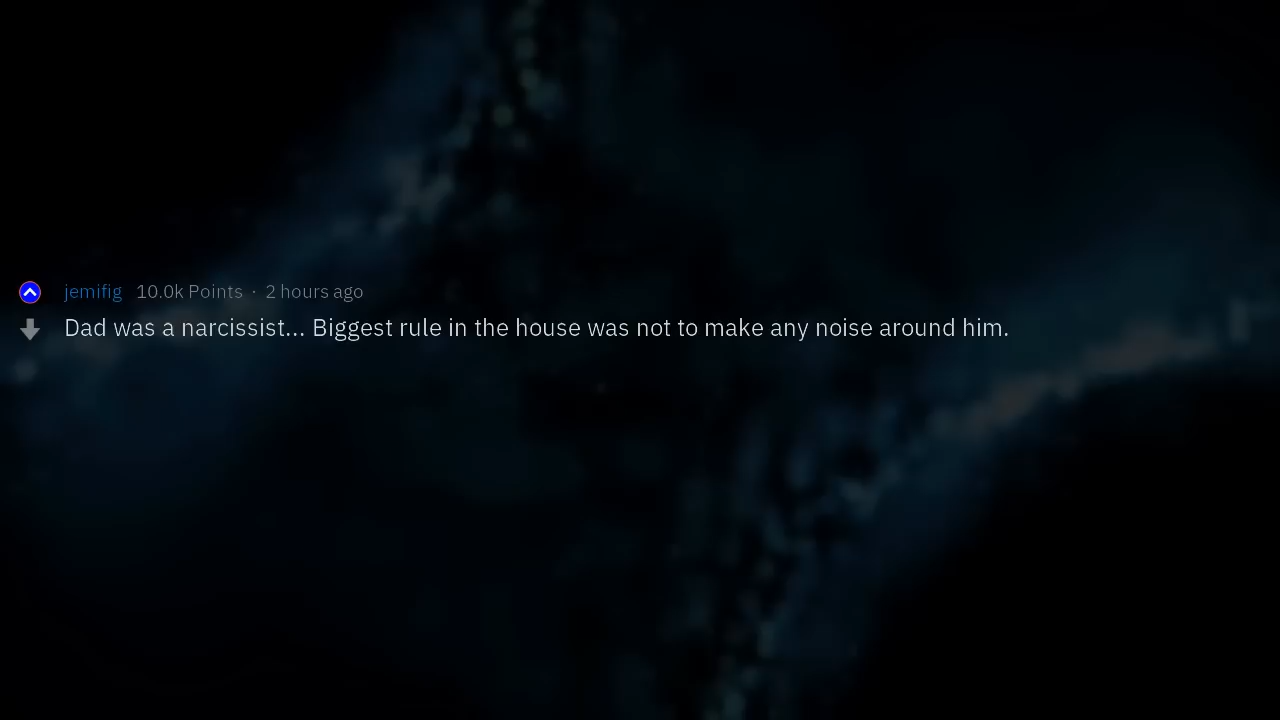 jemifig 10.0k Points · 2 hours ago
Dad was a narcissist... Biggest rule in the house was not to make any noise around him.